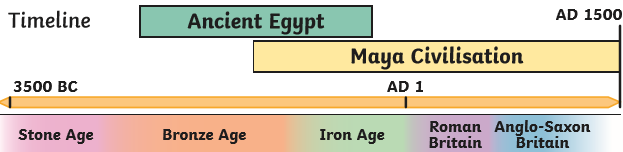 Timeline
Ancient Egypt
AD 1500
Maya Civilisation
3500 BC
AD 1
Stone Age
Bronze Age
Iron Age
Roman
Britain
Anglo-Saxon
Britain